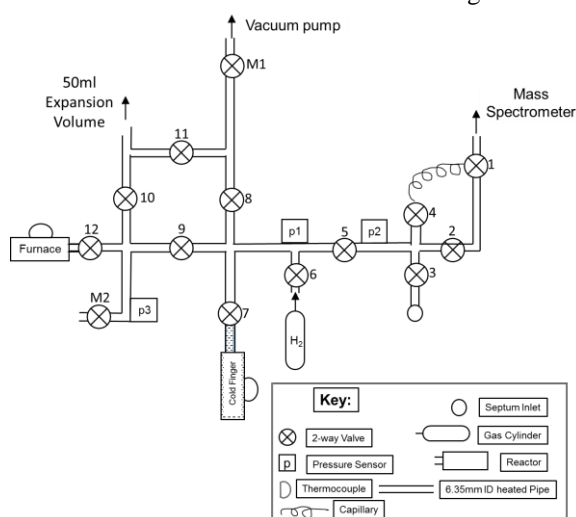 Vacuum pump
M1
50ml
Expansion
Volume
Mass
Spectrometer
11
1
10
8
4
12
9
p1
5
p2
2
Furnace
6
3
M2
p3
7
H2
Cold Finger
Key:
Septum Inlet
2-way Valve
Gas Cylinder
p
Pressure Sensor
Reactor
Thermocouple
6.35mm ID heated Pipe
Capillary